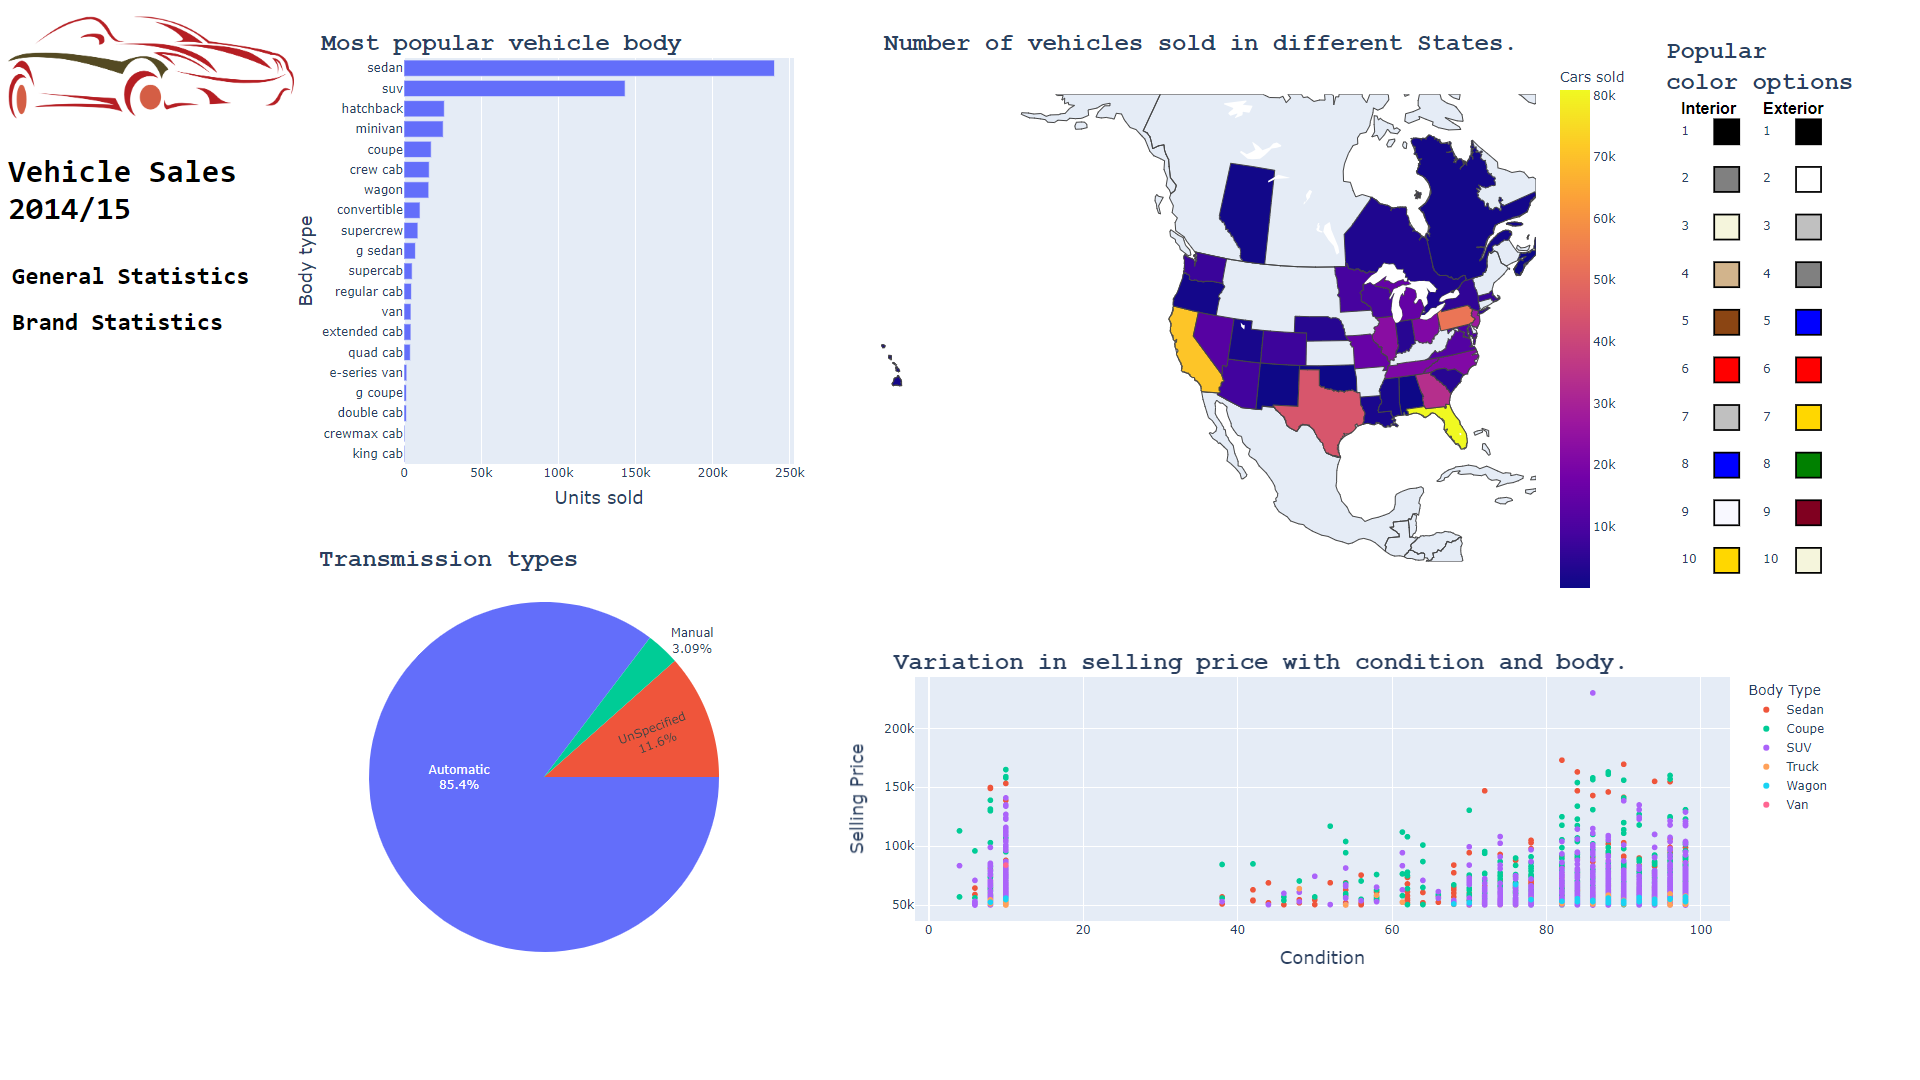 Vehicle Sales
2014/15
General Statistics
Brand Statistics
Most popular vehicle body
Body type
sedan
suv
hatchback
minivan
coupe
crew cab
wagon
convertible
supercrew
g sedan
supercab
regular cab
van
extended cab
quad cab
e-series van
g coupe
double cab
crewmax cab
king cab
0 50k 100k 150k 200k 250k
Units sold
Number of vehicles sold in different States.
Cars sold
80k
70k
60k
50k
40k
30k
20k
10k
Popular
color options
Interior Exterior
1 1
2 2
3 3
4 4
5 5
6 6
7 7
8 8
9 9
10 10
Transmission types
Manual
3.09%
UnSpecified
11.6%
Automatic
85.4%
Variation in selling price with condition and body.
Selling Price
200k
150k
100k
50k
0 20 40 60 80 100
Condition
Body Type
Sedan
Coupe
SUV
Truck
Wagon
Van